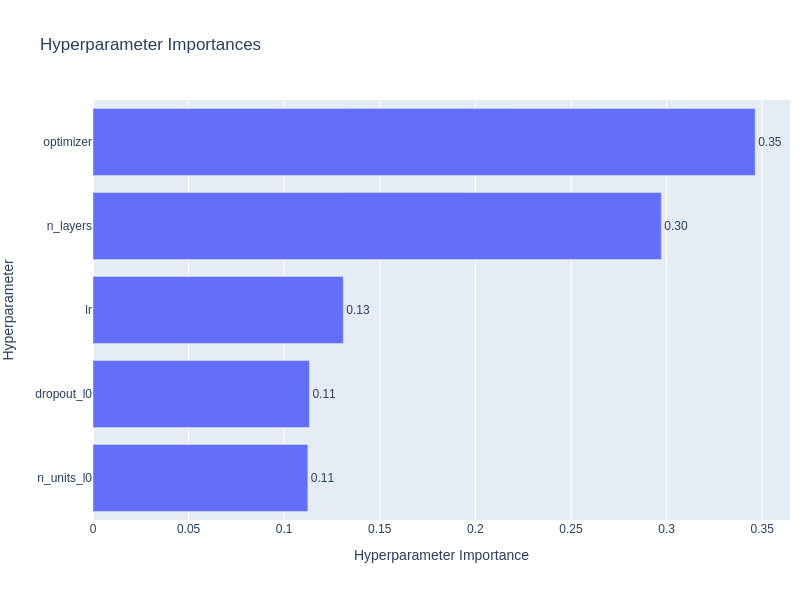 Hyperparameter Importances
optimizer
0.35
n_layers
0.30
lr
0.13
dropout_l0
0.11
n_units_l0
0.11
0
0.05
0.1
0.15
0.2
0.25
0.3
0.35
Hyperparameter Importance
Hyperparameter